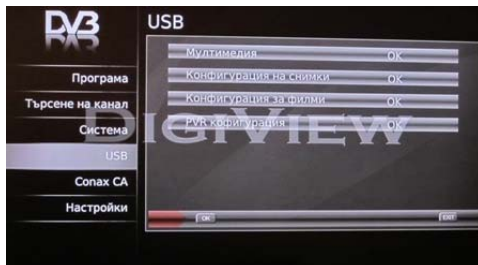 DVB
USB
Мултимедия OK
Конфигурация на снимки OK
Конфигурация за филми OK
PVR кофигурация OK
Програма
Търсене на канал
Система
USB
Conax CA
Настройки
DIGIVIEW
OK
EXIT